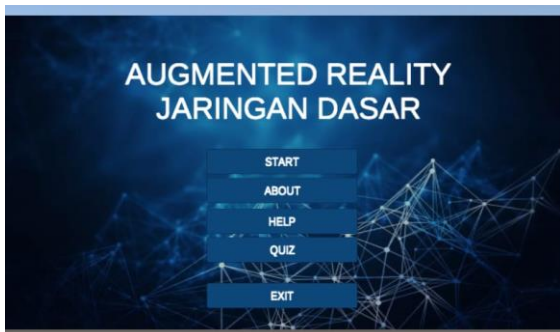 AUGMENTED REALITY
JARINGAN DASAR
START
ABOUT
HELP
QUIZ
EXIT